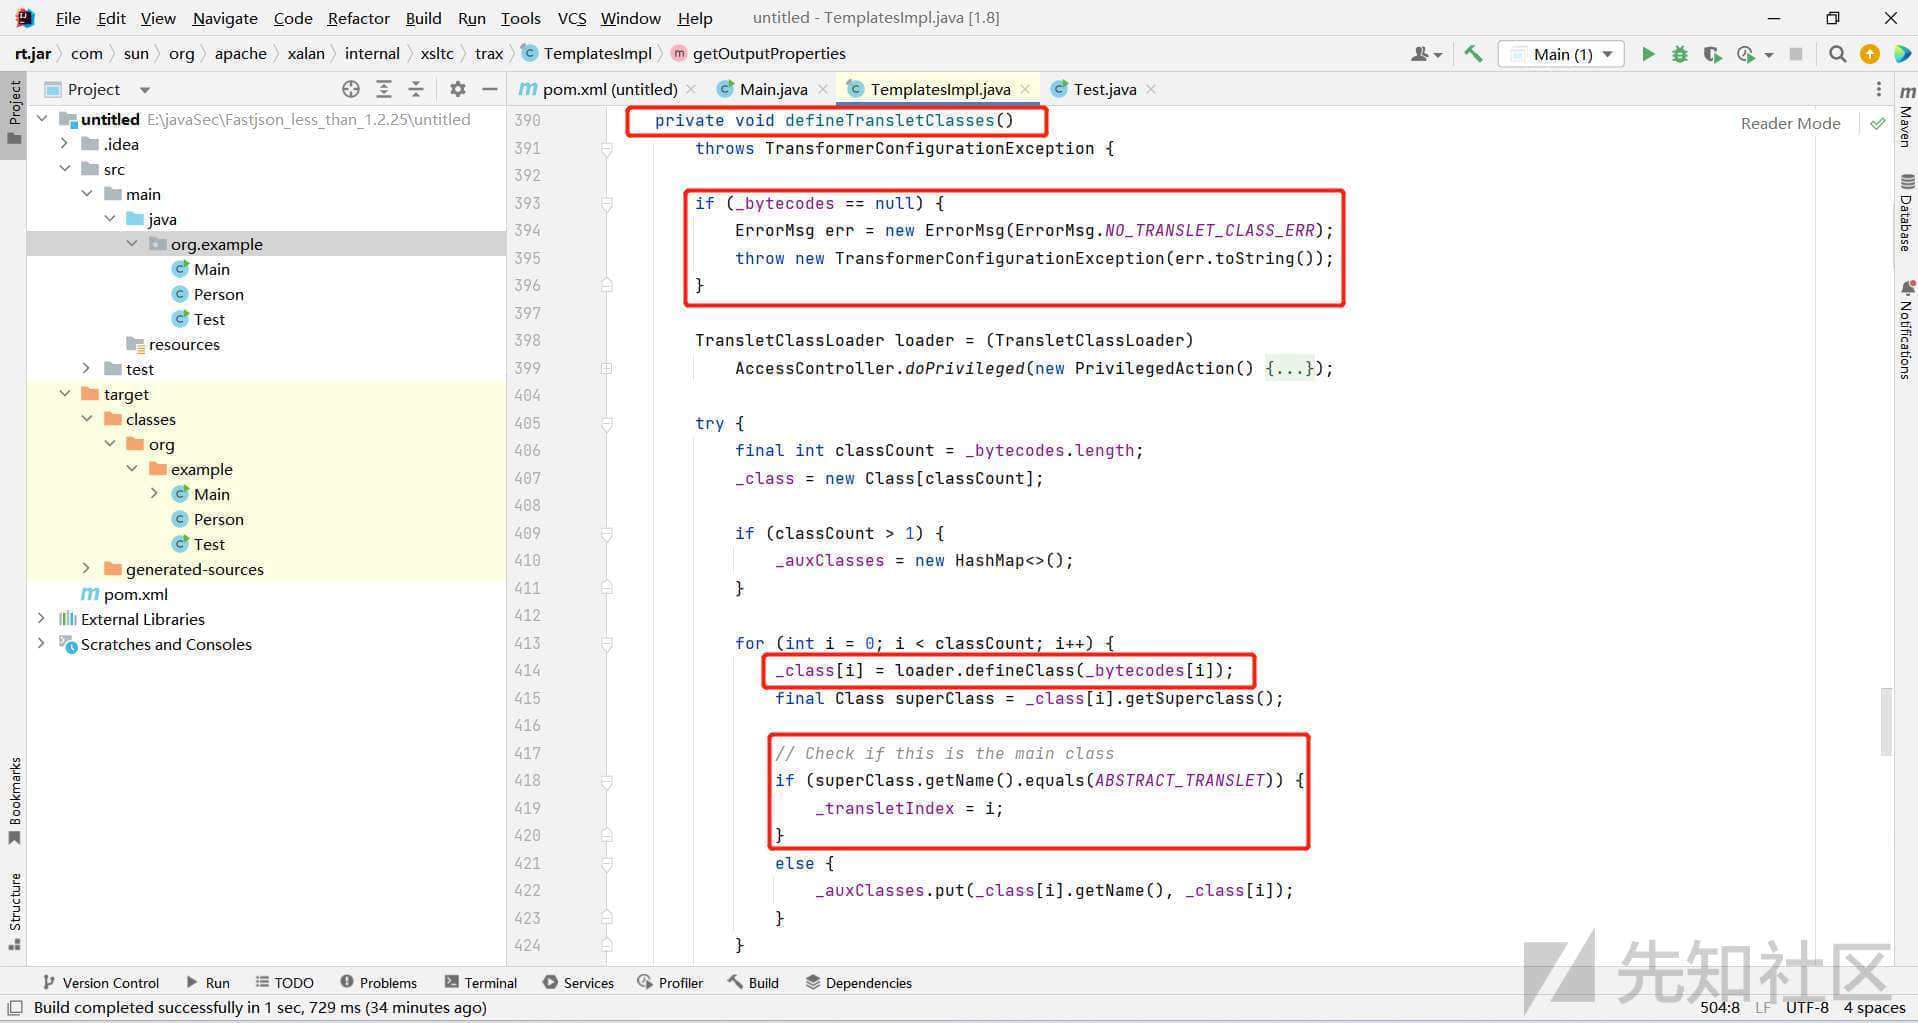 File Edit View Navigate Code Refactor Build Run Tools VCS Window Help untitled - TemplatesImpl.java [1.8]
rt.jar com sun org apache xalan internal xsltc trax TemplatesImpl getOutputProperties Main (1)
Project
pom.xml (untitled) Main.java TemplatesImpl.java Test.java
Reader Mode
untitled E:\javaSec\Fastjson_less_than_1.2.25\untitled
.idea
src
main
java
org.example
Main
Person
Test
resources
test
target
classes
org
example
Main
Person
Test
generated-sources
pom.xml
External Libraries
Scratches and Consoles
390 private void defineTransletClasses()
391 throws TransformerConfigurationException {
392
393 if (_bytecodes == null) {
394 ErrorMsg err = new ErrorMsg(ErrorMsg.NO_TRANSLET_CLASS_ERR);
395 throw new TransformerConfigurationException(err.toString());
396 }
397
398 TransletClassLoader loader = (TransletClassLoader)
399 AccessController.doPrivileged(new PrivilegedAction() {...});
404
405 try {
406 final int classCount = _bytecodes.length;
407 _class = new Class[classCount];
408
409 if (classCount > 1) {
410 _auxClasses = new HashMap<>();
411 }
412
413 for (int i = 0; i < classCount; i++) {
414 _class[i] = loader.defineClass(_bytecodes[i]);
415 final Class superClass = _class[i].getSuperclass();
416
417 // Check if this is the main class
418 if (superClass.getName().equals(ABSTRACT_TRANSLET)) {
419 _transletIndex = i;
420 }
421 else {
422 _auxClasses.put(_class[i].getName(), _class[i]);
423 }
424 }
Project
Bookmarks
Structure
Maven
Database
Notifications
Version Control Run TODO Problems Terminal Services Profiler Build Dependencies
Build completed successfully in 1 sec, 729 ms (34 minutes ago) 504:8 LF UTF-8 4 spaces
先知社区